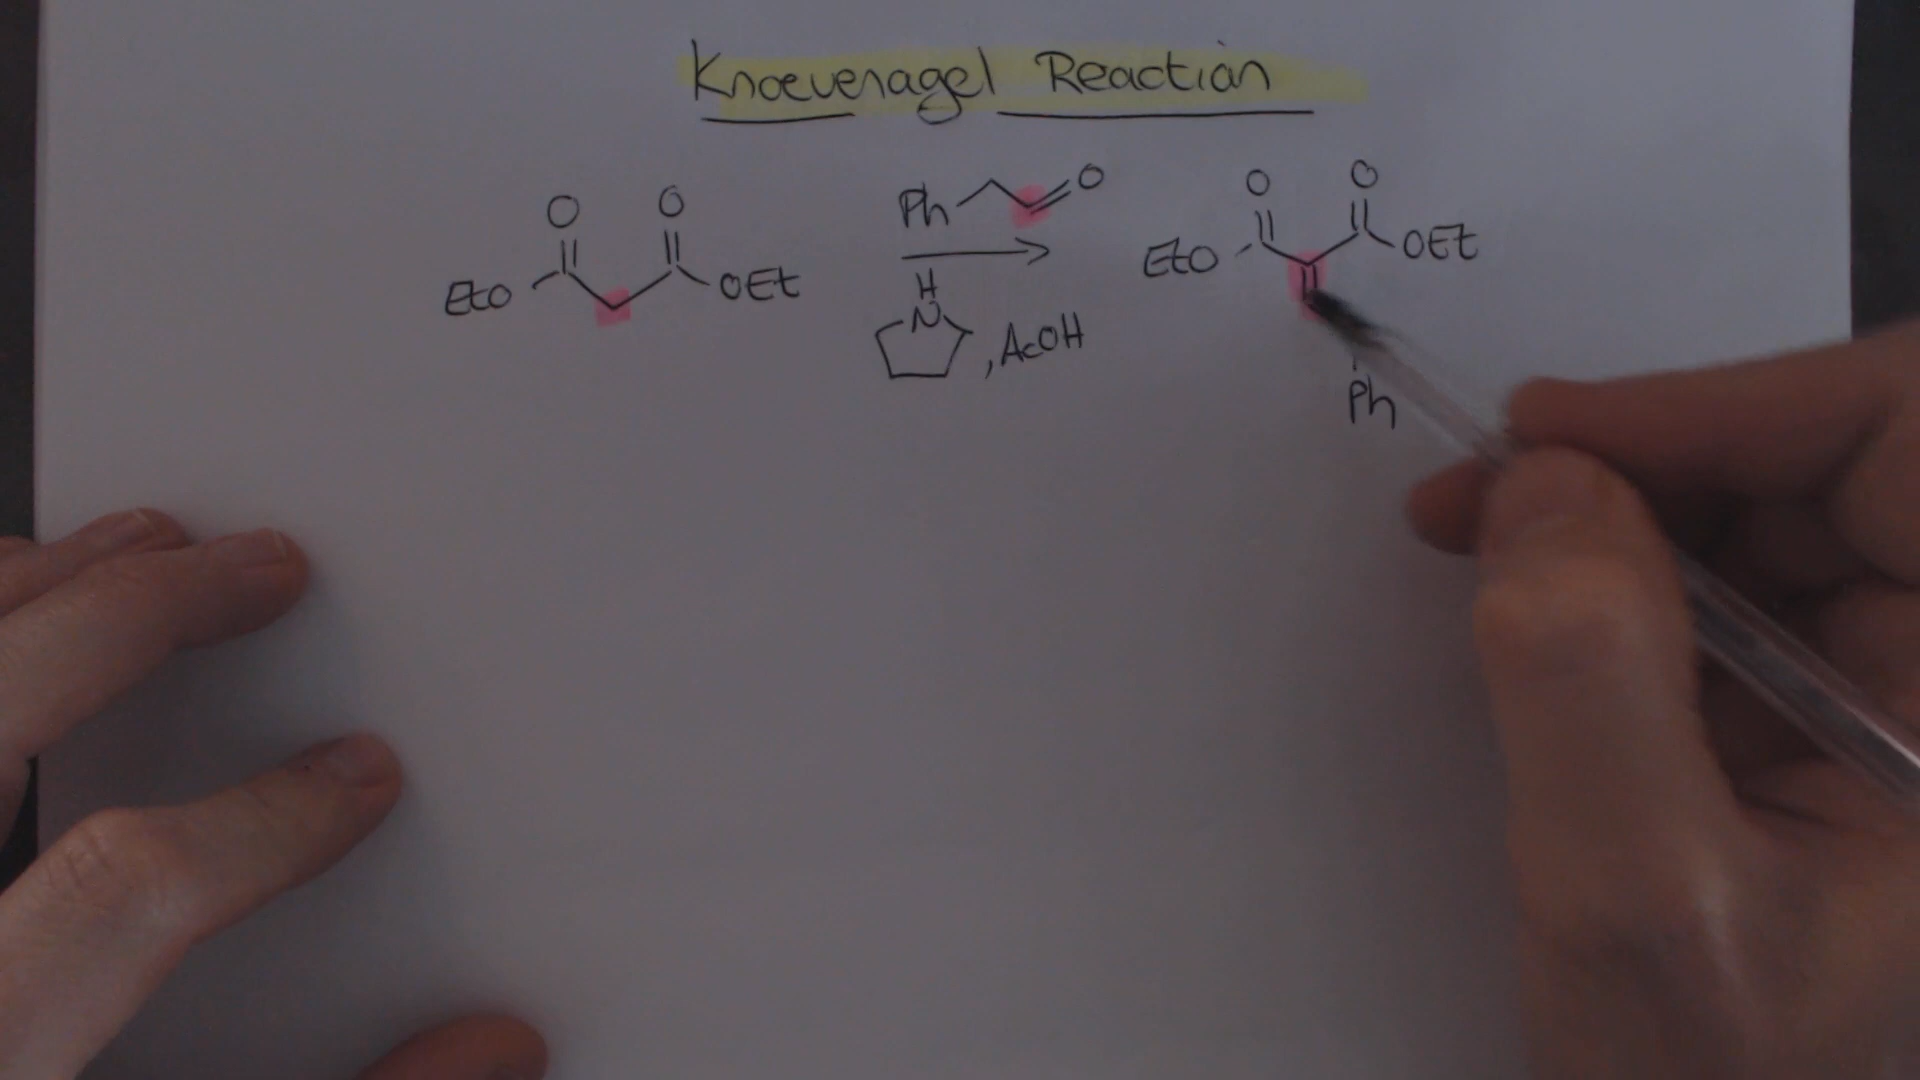 Knoevenagel Reaction
O O
EtO OEt
Ph O
H
N
, AcOH
O O
EtO OEt
Ph